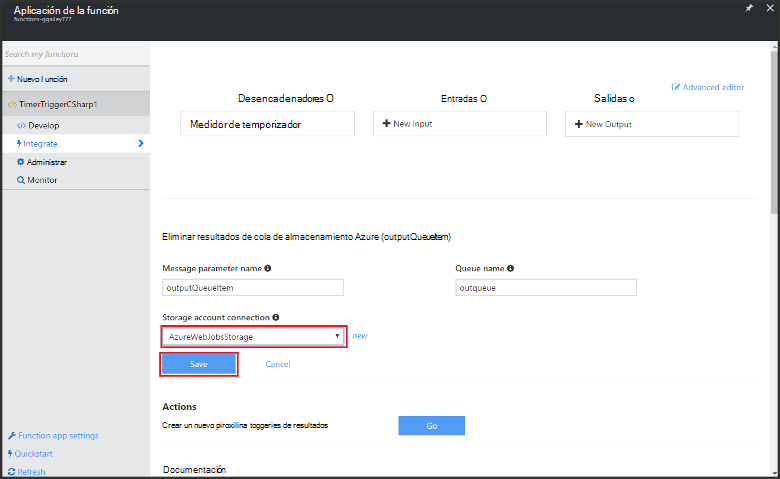 Aplicación de la función
functions-ggailey777
Search my functions
Nuevo Función
TimerTriggerCSharp1
Develop
Integrate
Administrar
Monitor
Function app settings
Quickstart
Refresh
Advanced editor
Desencadenadores O
Entradas O
Salidas o
Medidor de temporizador
New Input
New Output
Eliminar resultados de cola de almacenamiento Azure (outputQueueItem)
Message parameter name
Queue name
outputQueueItem
outqueue
Storage account connection
AzureWebJobsStorage
new
Save
Cancel
Actions
Crear un nuevo piroxilina toggeries de resultados
Go
Documentación